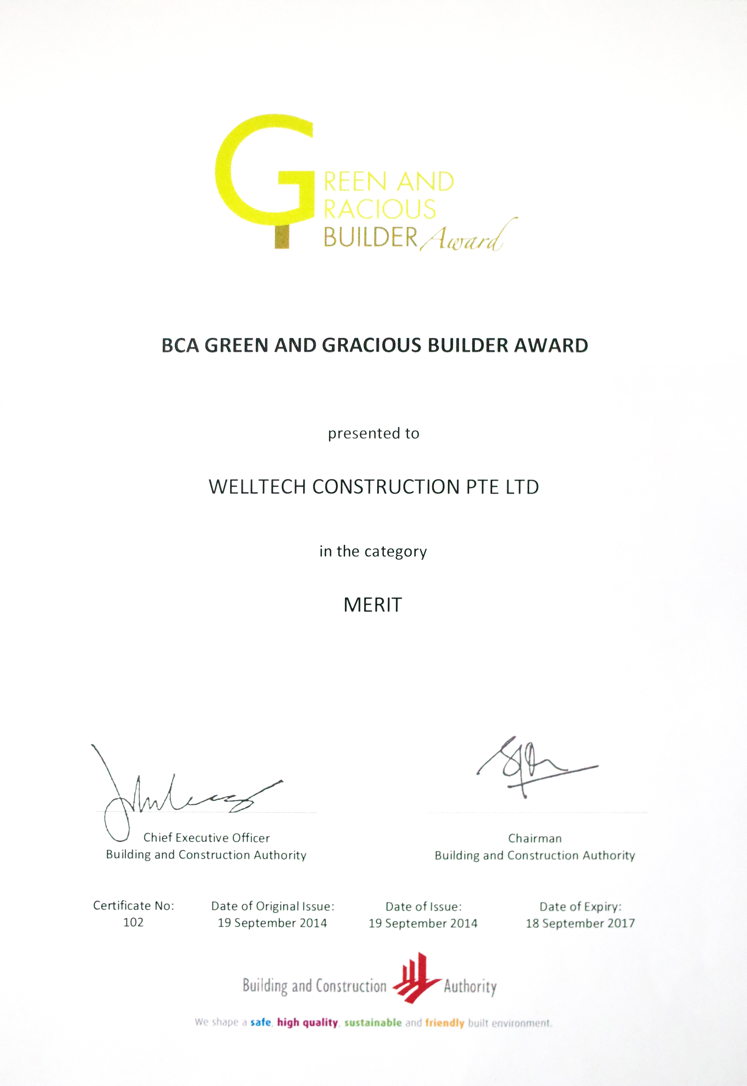 GREEN AND
GRACIOUS
BUILDER Award
BCA GREEN AND GRACIOUS BUILDER AWARD
presented to
WELLTECH CONSTRUCTION PTE LTD
in the category
MERIT
Chief Executive Officer
Building and Construction Authority
Chairman
Building and Construction Authority
Certificate No:
102
Date of Original Issue:
19 September 2014
Date of Issue:
19 September 2014
Date of Expiry:
18 September 2017
Building and Construction Authority
We shape a safe, high quality, sustainable and friendly built environment.